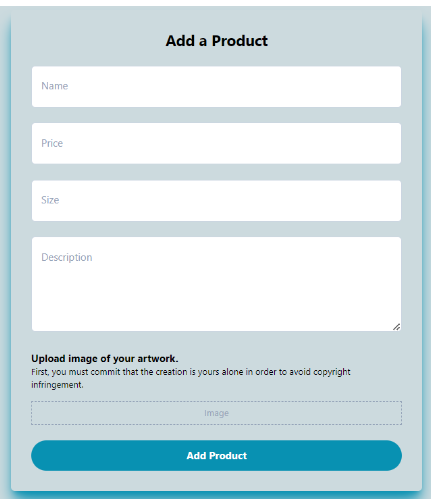 Add a Product
Name
Price
Size
Description
Upload image of your artwork.
First, you must commit that the creation is yours alone in order to avoid copyright
infringement.
Image
Add Product